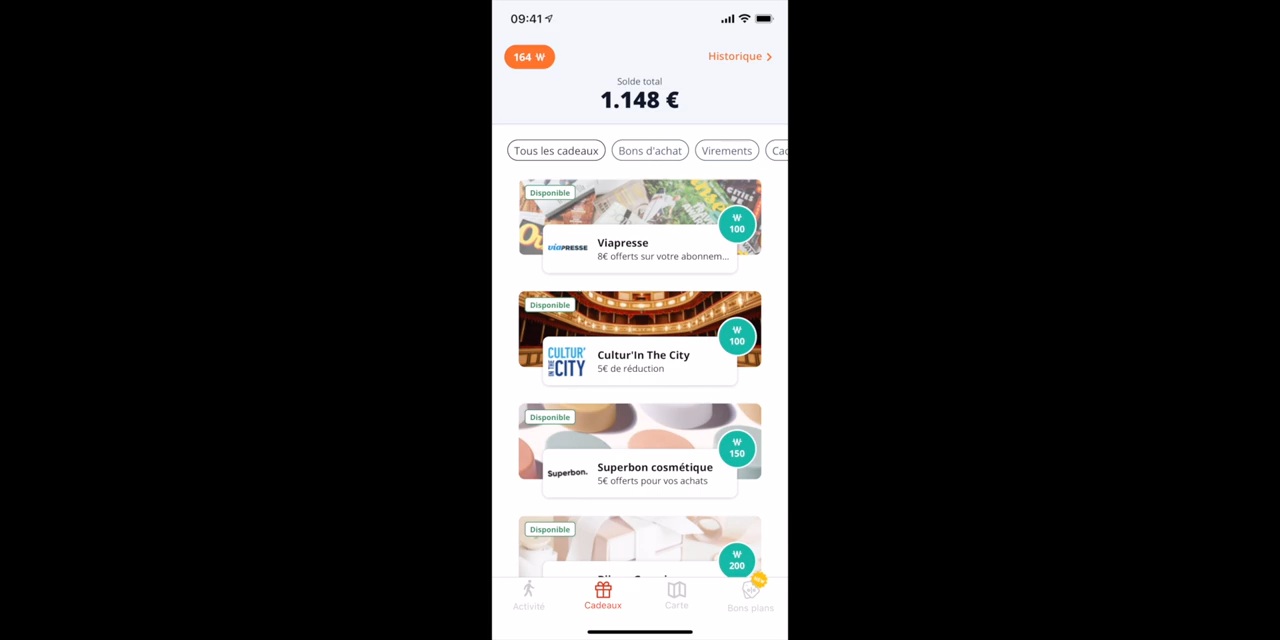 09:41
164 ₩
Historique
Solde total
1.148 €
Tous les cadeaux
Bons d'achat
Virements
Disponible
₩
100
viaPRESSE
Viapresse
8€ offerts sur votre abonnem...
Disponible
₩
100
CULTUR'
IN THE CITY
Cultur'In The City
5€ de réduction
Disponible
₩
150
Superbon.
Superbon cosmétique
5€ offerts pour vos achats
Disponible
₩
200
Activité
Cadeaux
Carte
Bons plans